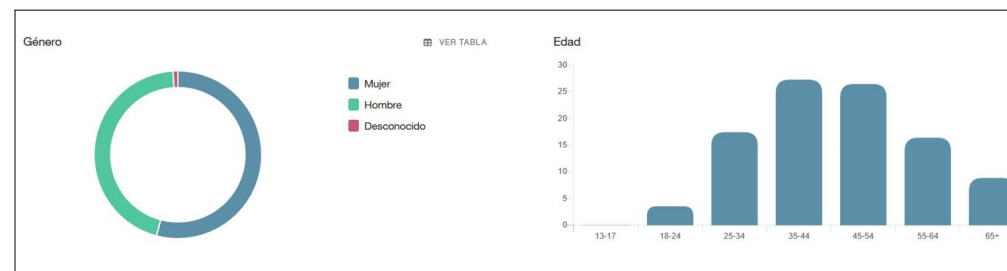 Género
VER TABLA
Mujer
Hombre
Desconocido
Edad
30
25
20
15
10
5
0
13-17 18-24 25-34 35-44 45-54 55-64 65+